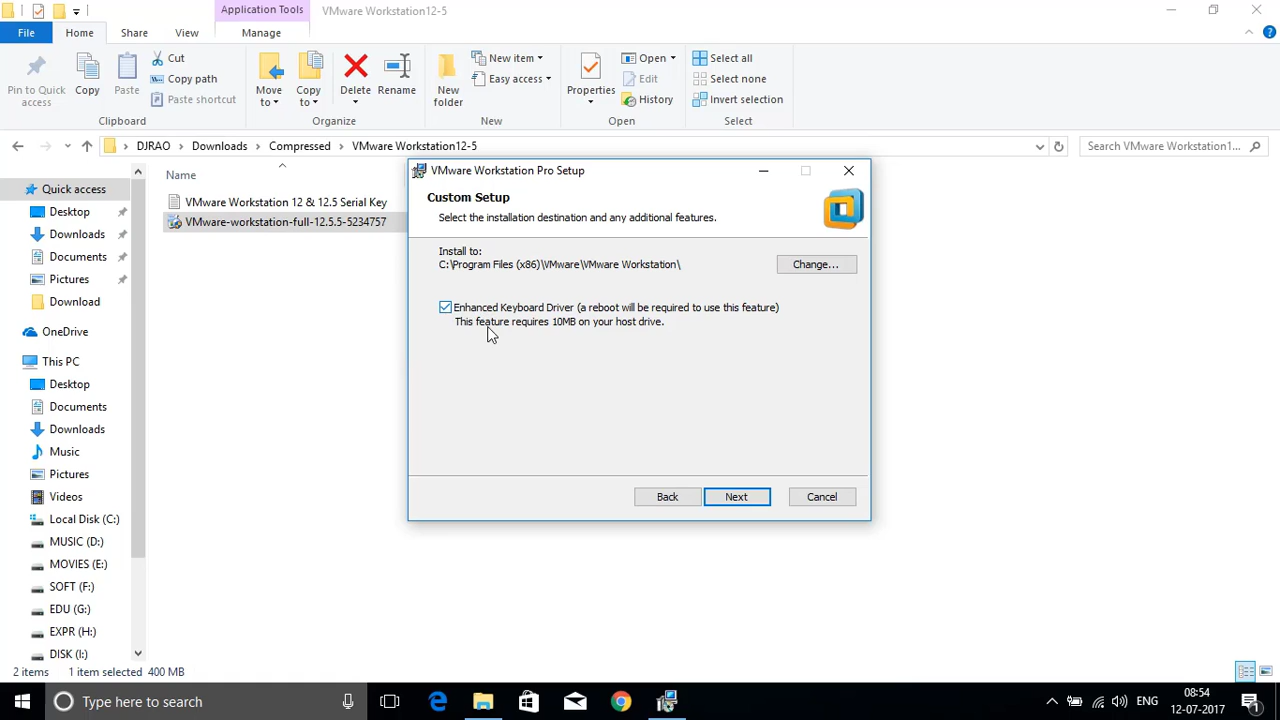 Application Tools
VMware Workstation12-5
File
Home
Share
View
Manage
Pin to Quick access
Copy
Paste
Cut
Copy path
Paste shortcut
Clipboard
Move to
Copy to
Delete
Rename
Organize
New folder
New item
Easy access
New
Properties
Open
Edit
History
Open
Select all
Select none
Invert selection
Select
DJRAO > Downloads > Compressed > VMware Workstation12-5
Search VMware Workstation1...
Quick access
Desktop
Downloads
Documents
Pictures
Download
OneDrive
This PC
Desktop
Documents
Downloads
Music
Pictures
Videos
Local Disk (C:)
MUSIC (D:)
MOVIES (E:)
SOFT (F:)
EDU (G:)
EXPR (H:)
DISK (I:)
Name
VMware Workstation 12 & 12.5 Serial Key
VMware-workstation-full-12.5.5-5234757
VMware Workstation Pro Setup
Custom Setup
Select the installation destination and any additional features.
Install to:
C:\Program Files (x86)\VMware\VMware Workstation\
Change...
Enhanced Keyboard Driver (a reboot will be required to use this feature)
This feature requires 10MB on your host drive.
Back
Next
Cancel
2 items
1 item selected 400 MB
Type here to search
ENG
08:54
12-07-2017
1